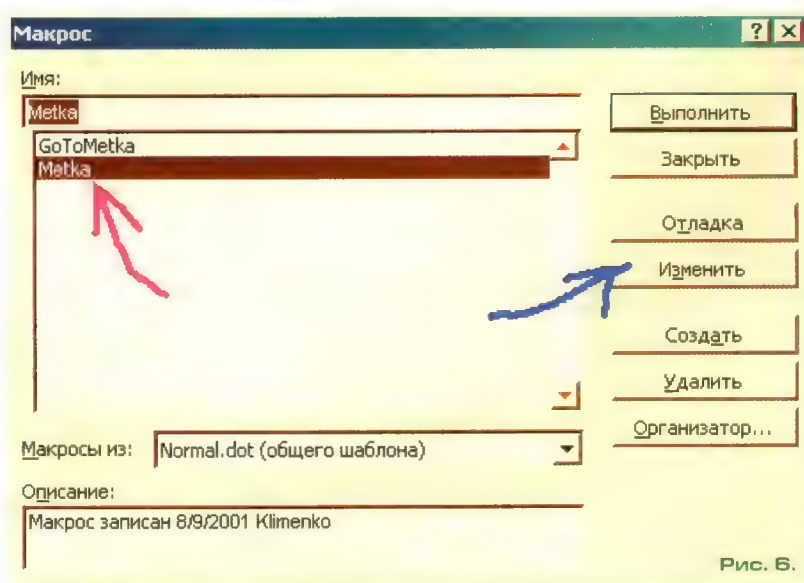 Макрос
Имя:
Metka
GoToMetka
Metka
Выполнить
Закрыть
Отладка
Изменить
Создать
Удалить
Организатор...
Макросы из: Normal.dot (общего шаблона)
Описание:
Макрос записан 8/9/2001 Klimenko
Рис. 6.